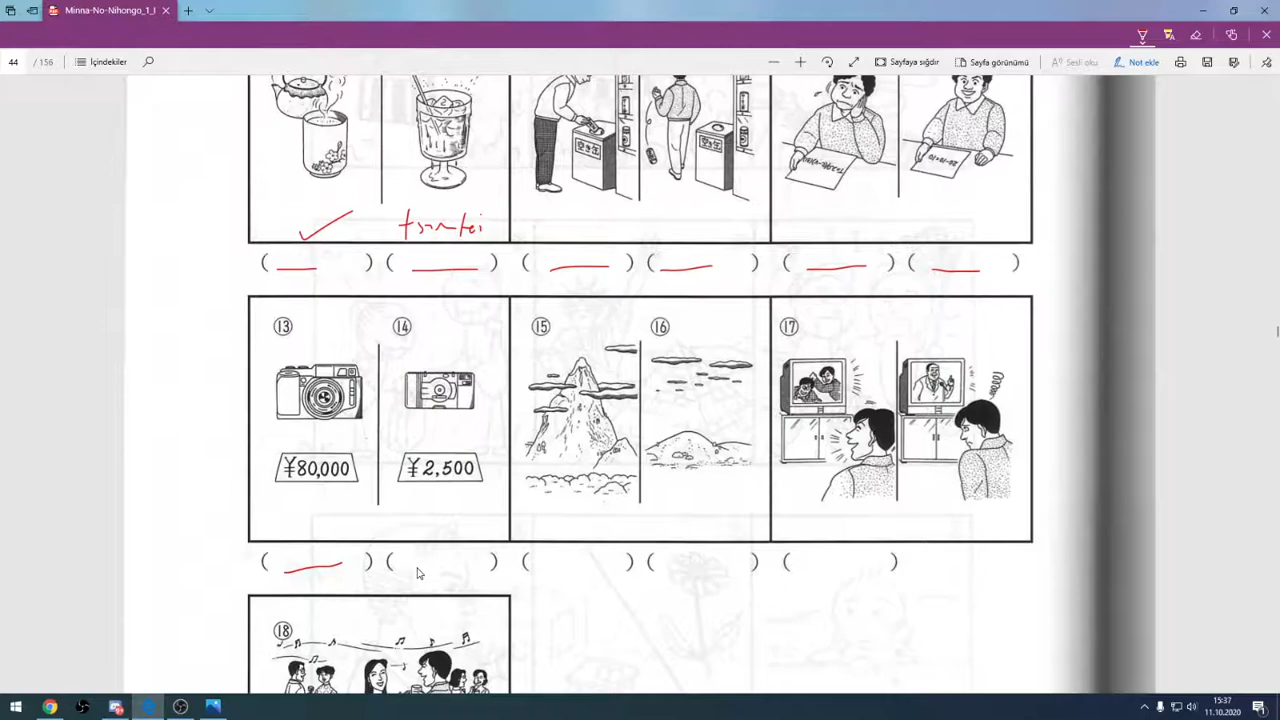 Minna-No-Nihongo_1_I
44 / 156 İçindekiler Sayfaya sığdır Sayfa görünümü Sesli oku Not ekle
( ) ( ) ( ) ( ) ( ) ( )
⑬ ⑭ ⑮ ⑯ ⑰
¥80,000 ¥2,500
( ) ( ) ( ) ( ) ( )
⑱
15:37
11.10.2020